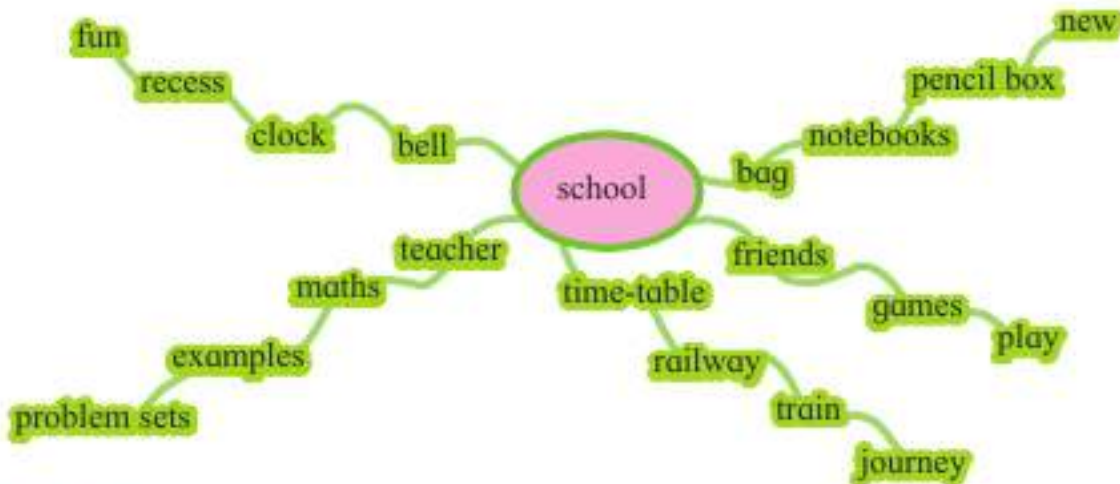 fun
recess
clock
bell
school
bag
notebooks
pencil box
new
teacher
maths
examples
problem sets
time-table
railway
train
journey
friends
games
play